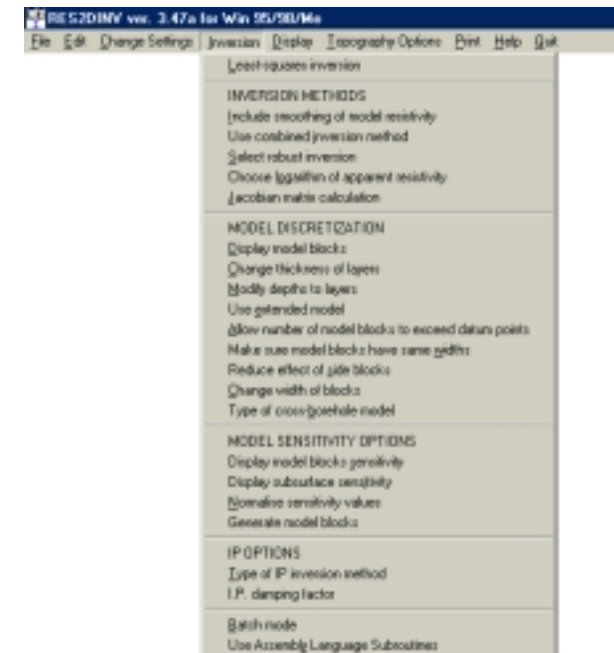 RES2DINV ver. 3.47a for Win 95/98/Me
File Edit Change Settings Inversion Display Topography Options Print Help Quit
Least-squares inversion
INVERSION METHODS
Include smoothing of model resistivity
Use combined inversion method
Select robust inversion
Choose logarithm of apparent resistivity
Jacobian matrix calculation
MODEL DISCRETIZATION
Display model blocks
Change thickness of layers
Modify depths to layers
Use extended model
Allow number of model blocks to exceed datum points
Make sure model blocks have same widths
Reduce effect of side blocks
Change width of blocks
Type of cross-borehole model
MODEL SENSITIVITY OPTIONS
Display model blocks sensitivity
Display subsurface sensitivity
Normalise sensitivity values
Generate model blocks
IP OPTIONS
Type of IP inversion method
I.P. damping factor
Batch mode
Use Assembly Language Subroutines